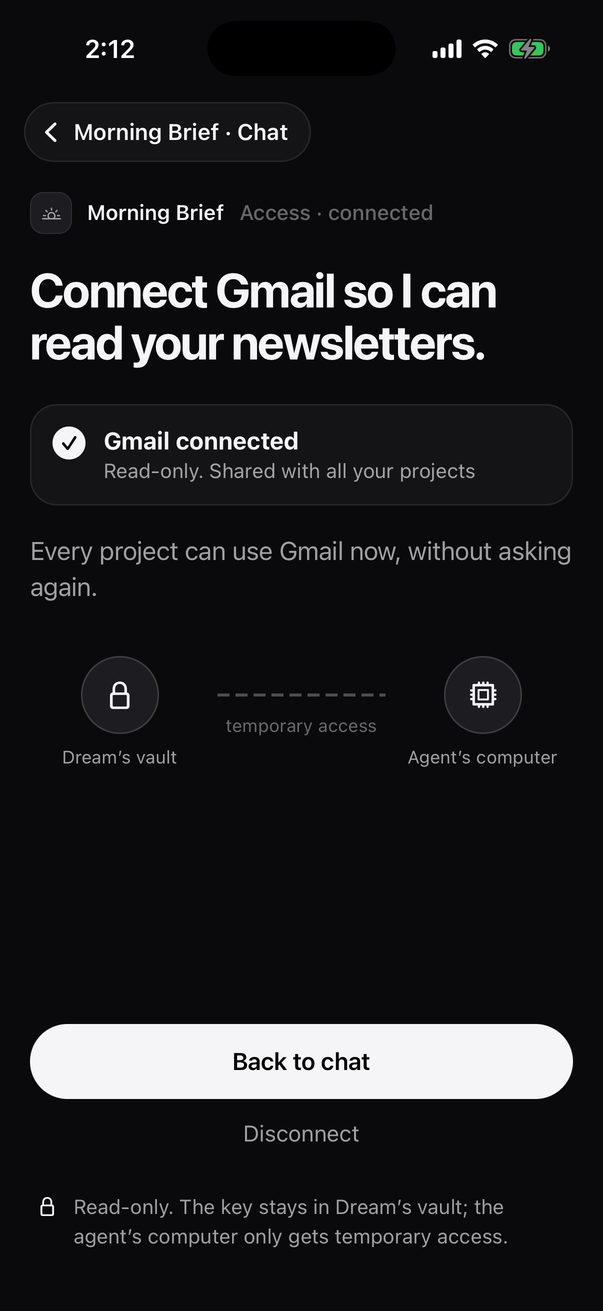 2:12
Morning Brief · Chat
Morning Brief Access · connected
Connect Gmail so I can
read your newsletters.
Gmail connected
Read-only. Shared with all your projects
Every project can use Gmail now, without asking
again.
temporary access
Dream’s vault
Agent’s computer
Back to chat
Disconnect
Read-only. The key stays in Dream’s vault; the
agent’s computer only gets temporary access.